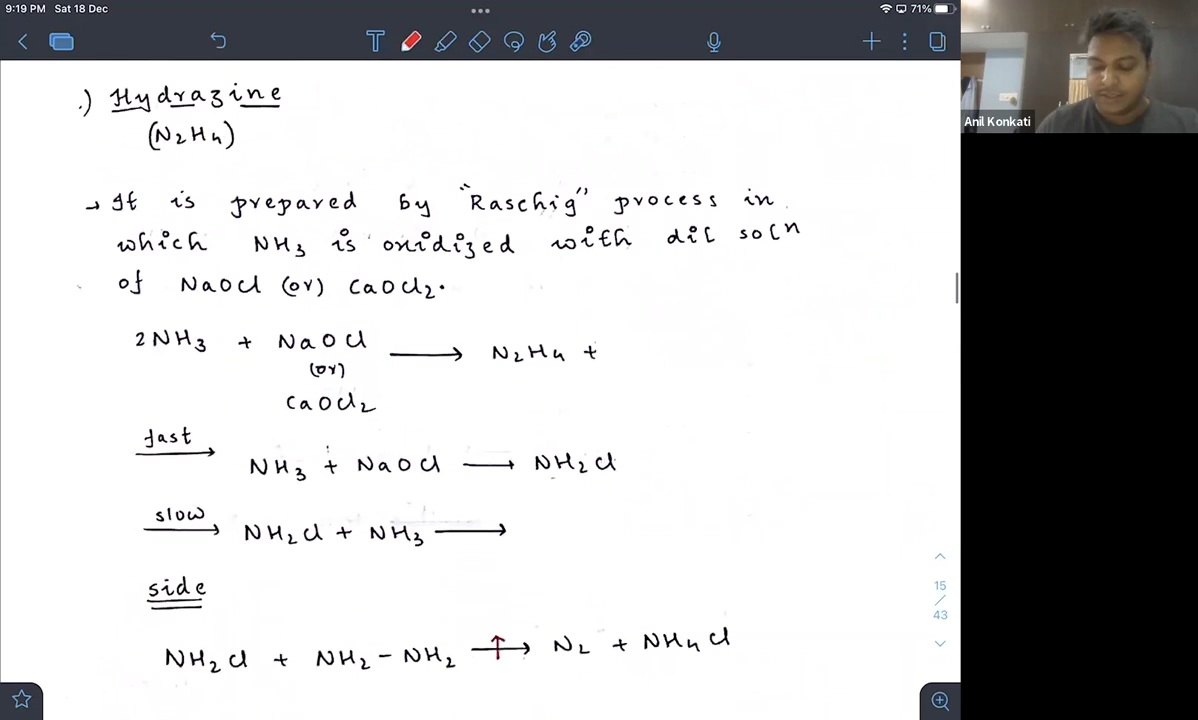 9:19 PM Sat 18 Dec
71%
.) Hydrazine
(N2H4)
→ It is prepared by "Raschig" process in
which NH3 is oxidized with dil soln
of NaOCl (or) CaOCl2.
2NH3 + NaOCl ⟶ N2H4 +
(or)
CaOCl2
fast
NH3 + NaOCl ⟶ NH2Cl
slow
NH2Cl + NH3 ⟶
side
NH2Cl + NH2 - NH2 ⟶ N2 + NH4Cl
15
/
43
Anil Konkati